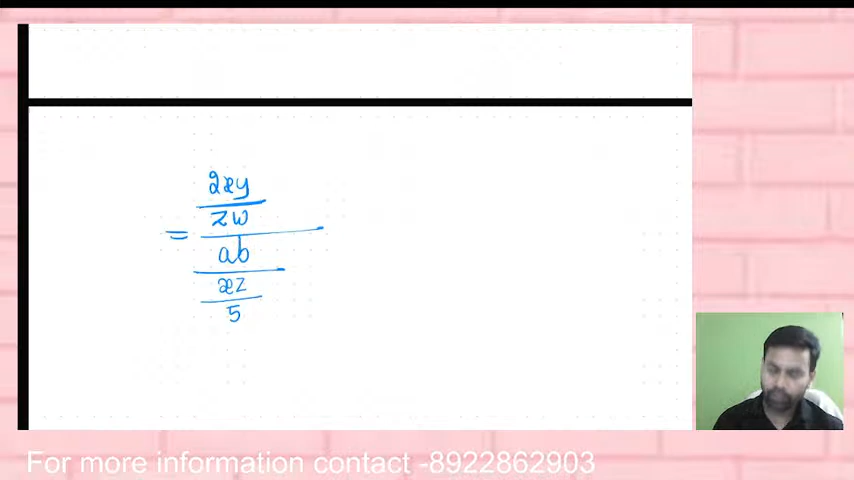 2xy
zw
=
ab
xz
5
For more information contact -8922862903